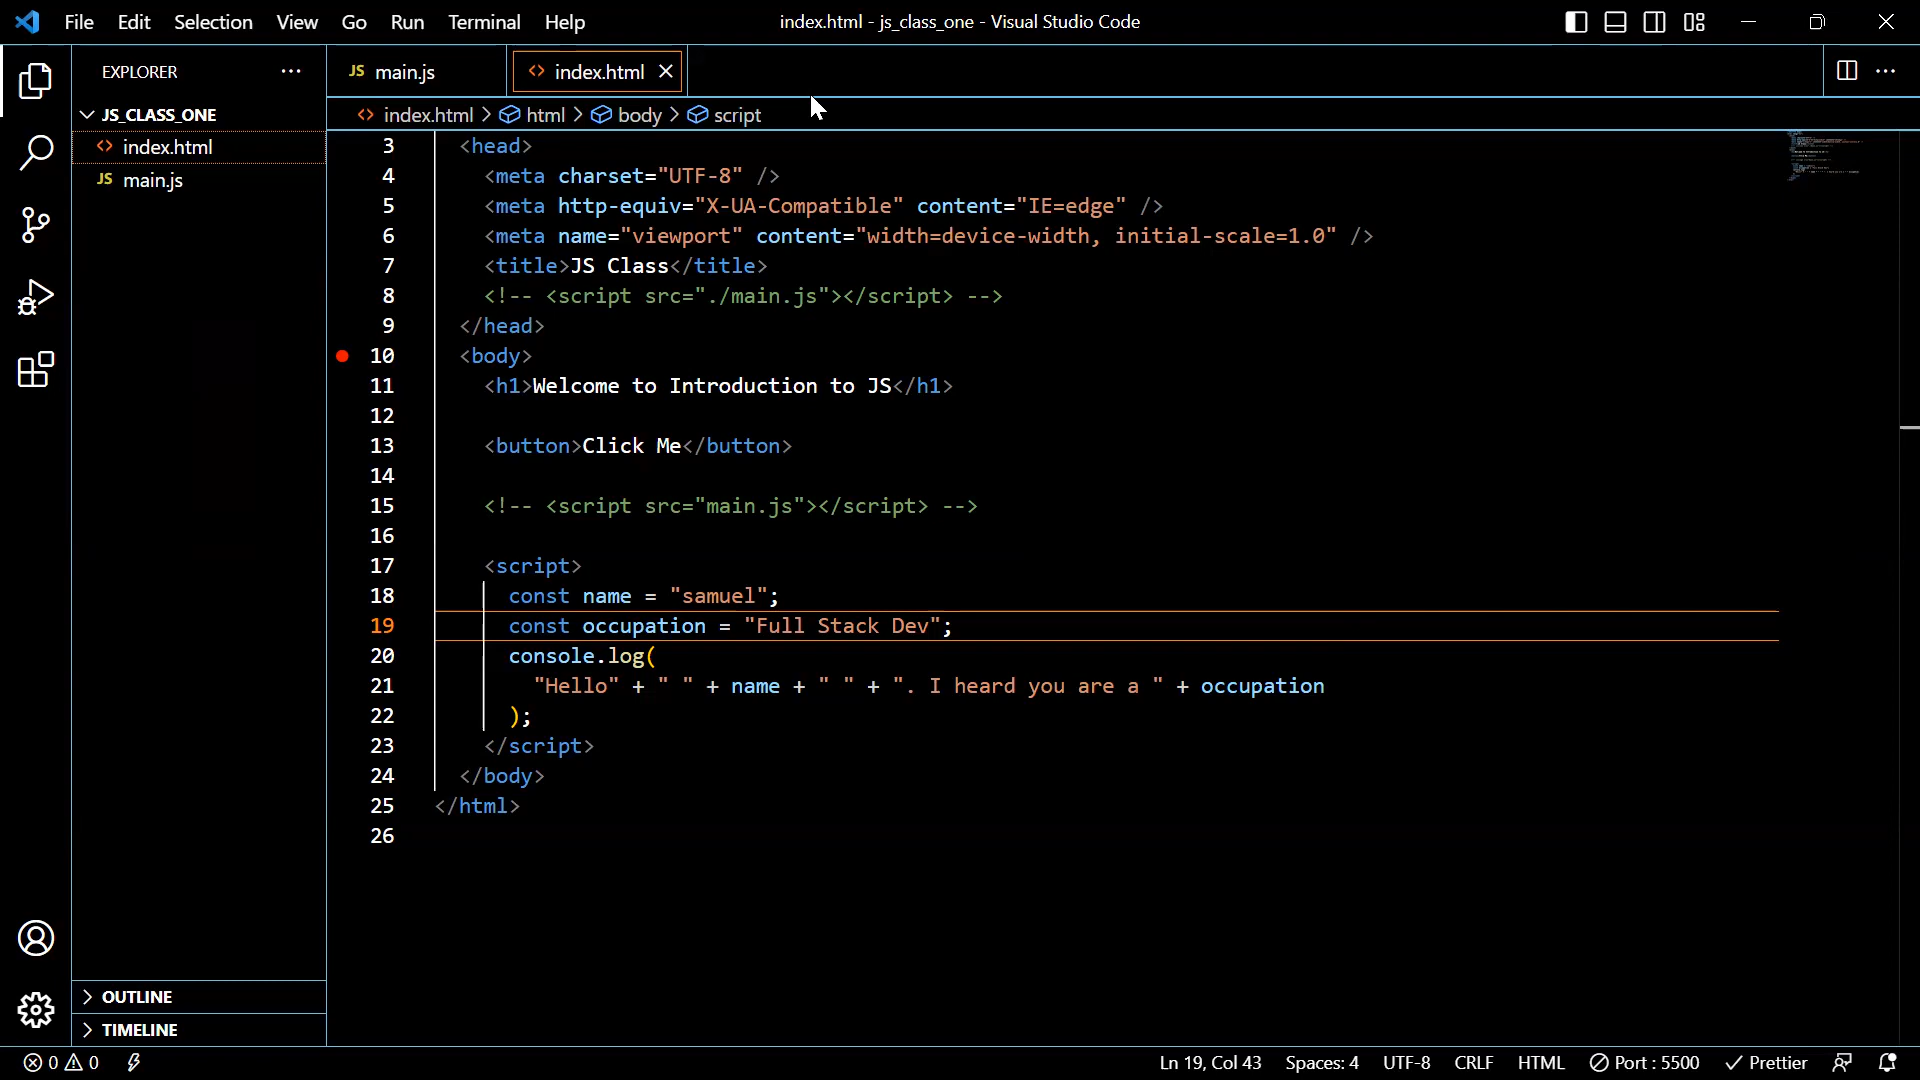 File Edit Selection View Go Run Terminal Help
index.html - js_class_one - Visual Studio Code
EXPLORER
JS_CLASS_ONE
<> index.html
JS main.js
JS main.js
<> index.html
<> index.html > html > body > script
3 <head>
4 <meta charset="UTF-8" />
5 <meta http-equiv="X-UA-Compatible" content="IE=edge" />
6 <meta name="viewport" content="width=device-width, initial-scale=1.0" />
7 <title>JS Class</title>
8 <!-- <script src="./main.js"></script> -->
9 </head>
10 <body>
11 <h1>Welcome to Introduction to JS</h1>
12
13 <button>Click Me</button>
14
15 <!-- <script src="main.js"></script> -->
16
17 <script>
18 const name = "samuel";
19 const occupation = "Full Stack Dev";
20 console.log(
21 "Hello" + " " + name + " " + ". I heard you are a " + occupation
22 );
23 </script>
24 </body>
25 </html>
26
OUTLINE
TIMELINE
0 0
Ln 19, Col 43 Spaces: 4 UTF-8 CRLF HTML Port : 5500 Prettier